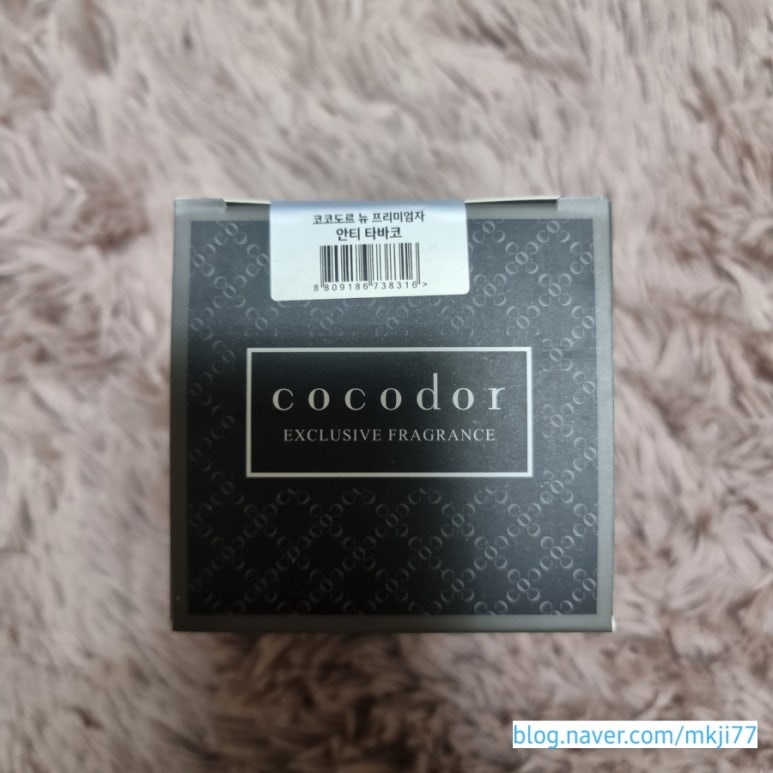 코코도르 뉴 프리미엄자
안티 타바코
8809186738316>
cocodor
EXCLUSIVE FRAGRANCE
blog.naver.com/mkji77